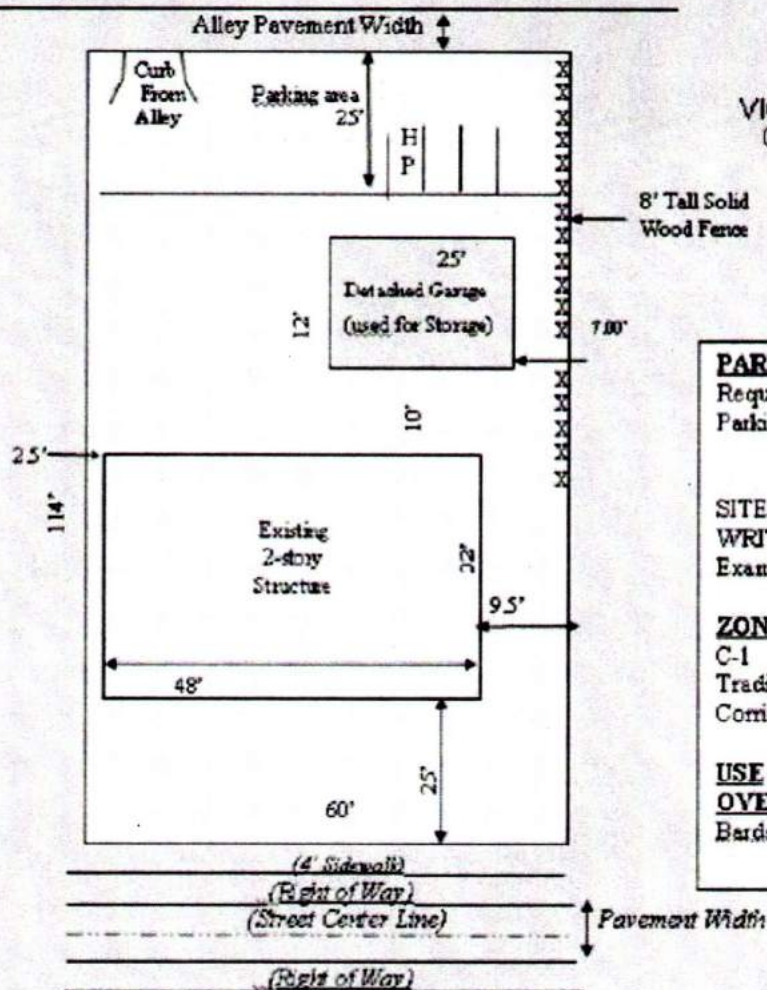 Alley Pavement Width
Curb
From
Alley
Parking area
25'
H
P
8' Tall Solid
Wood Fence
25'
Detached Garage
(used for Storage)
12'
7.00'
10'
2.5'
114'
Existing
2-story
Structure
32'
9.5'
48'
25'
60'
(4' Sidewalk)
(Right of Way)
(Street Center Line)
Pavement Width
(Right of Way)
PAR
Requ
Parki
SITE
WRIT
Exam
ZON
C-1
Tradi
Corri
USE
OVE
Bards